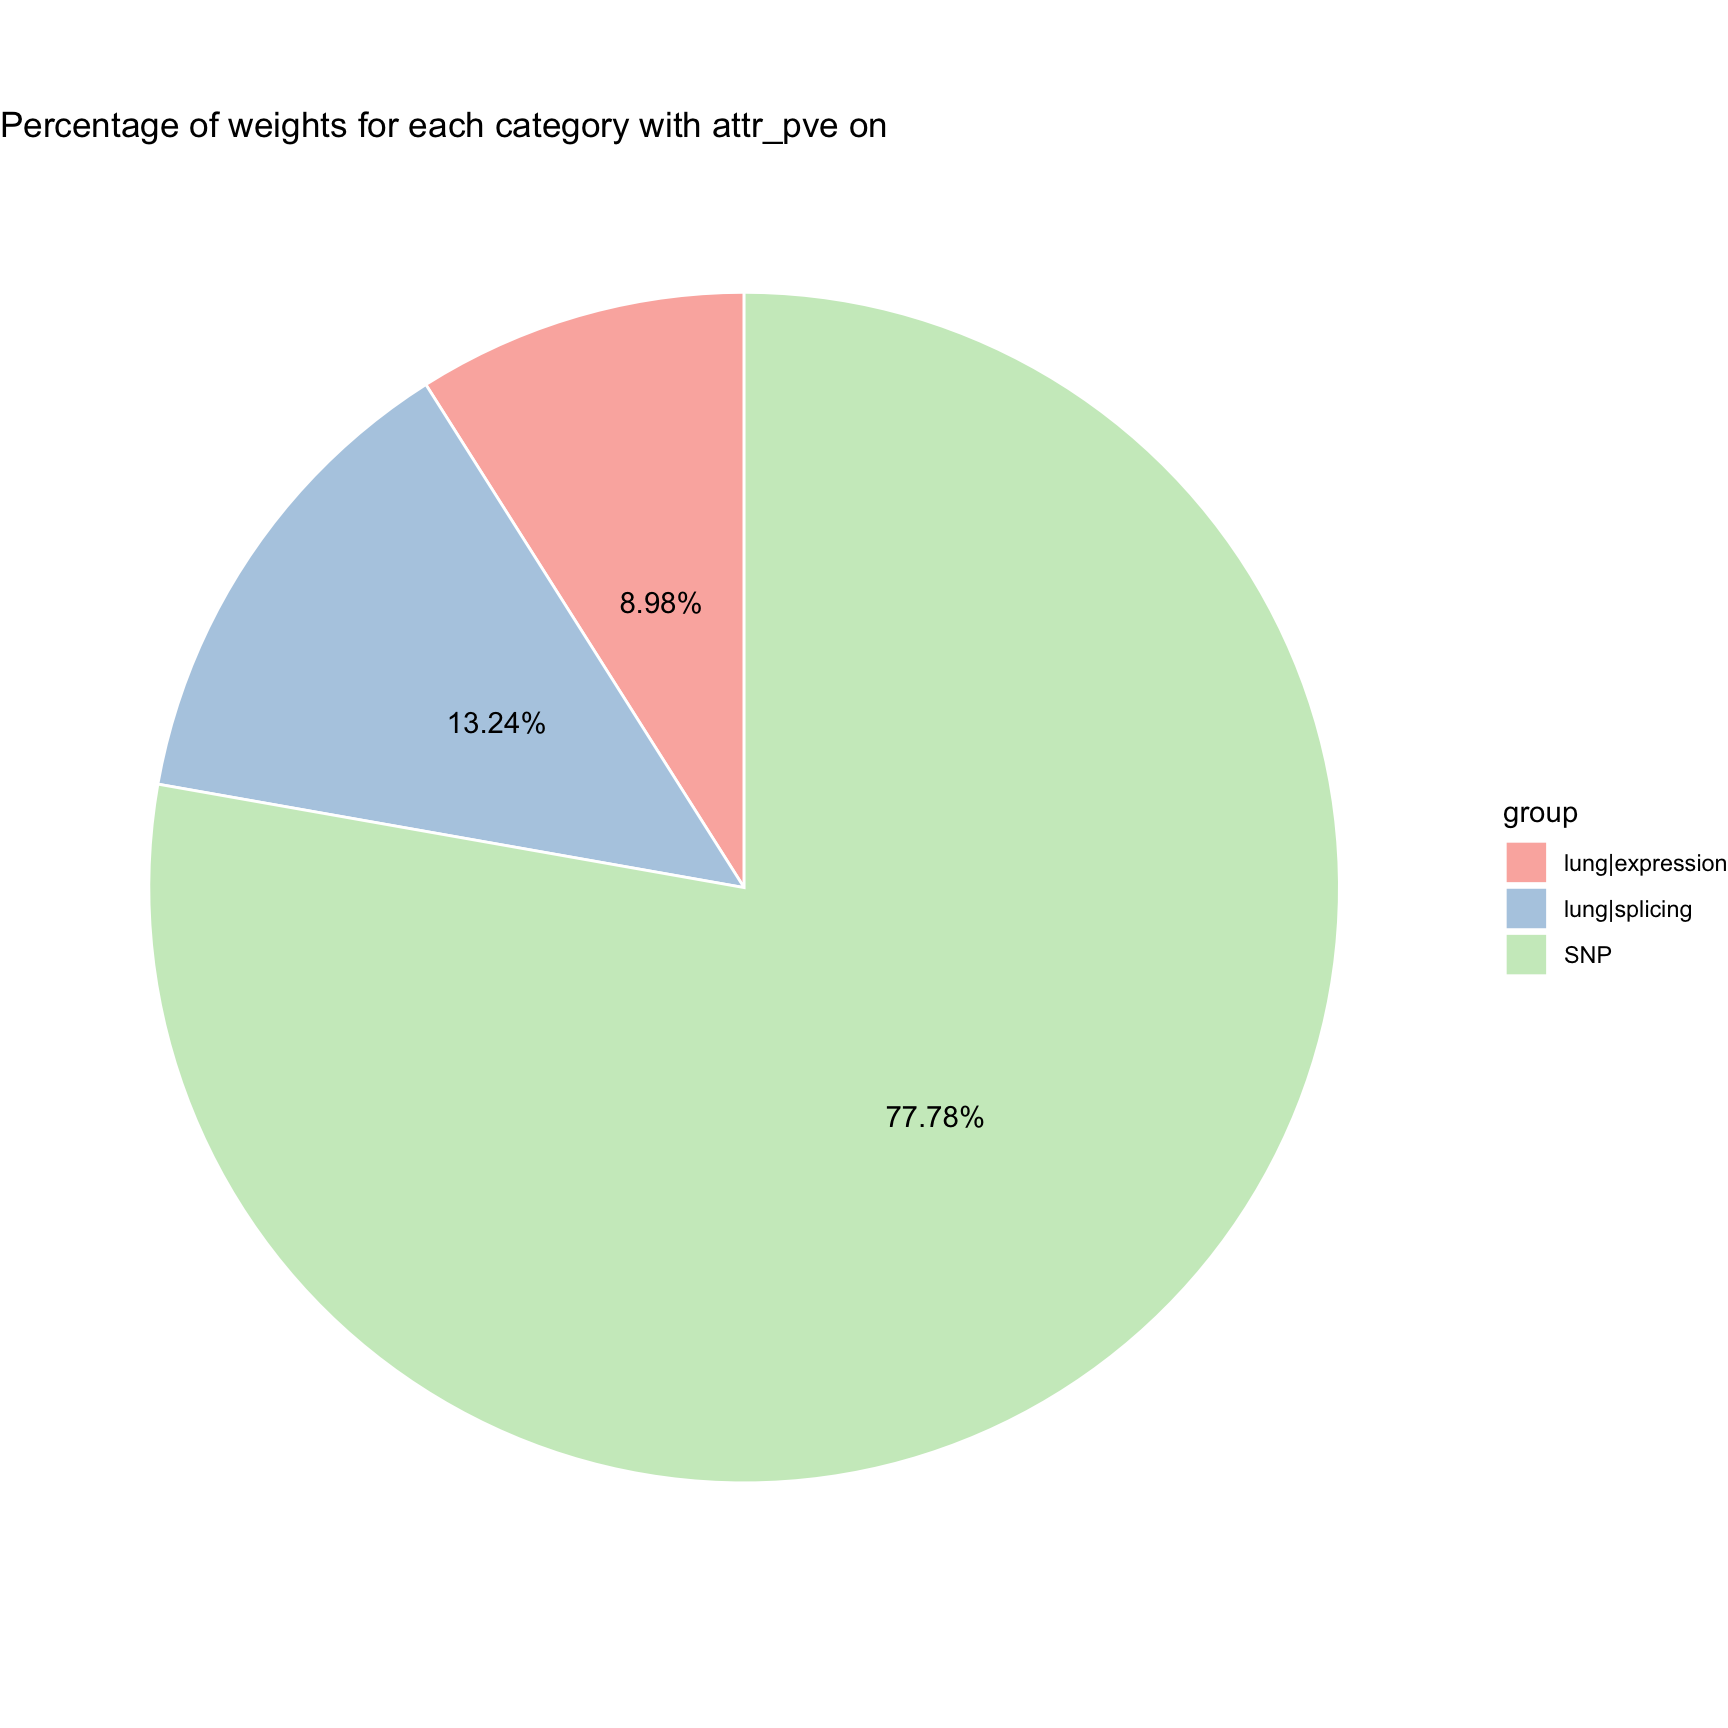 Percentage of weights for each category with attr_pve on
8.98%
13.24%
77.78%
group
lung|expression
lung|splicing
SNP